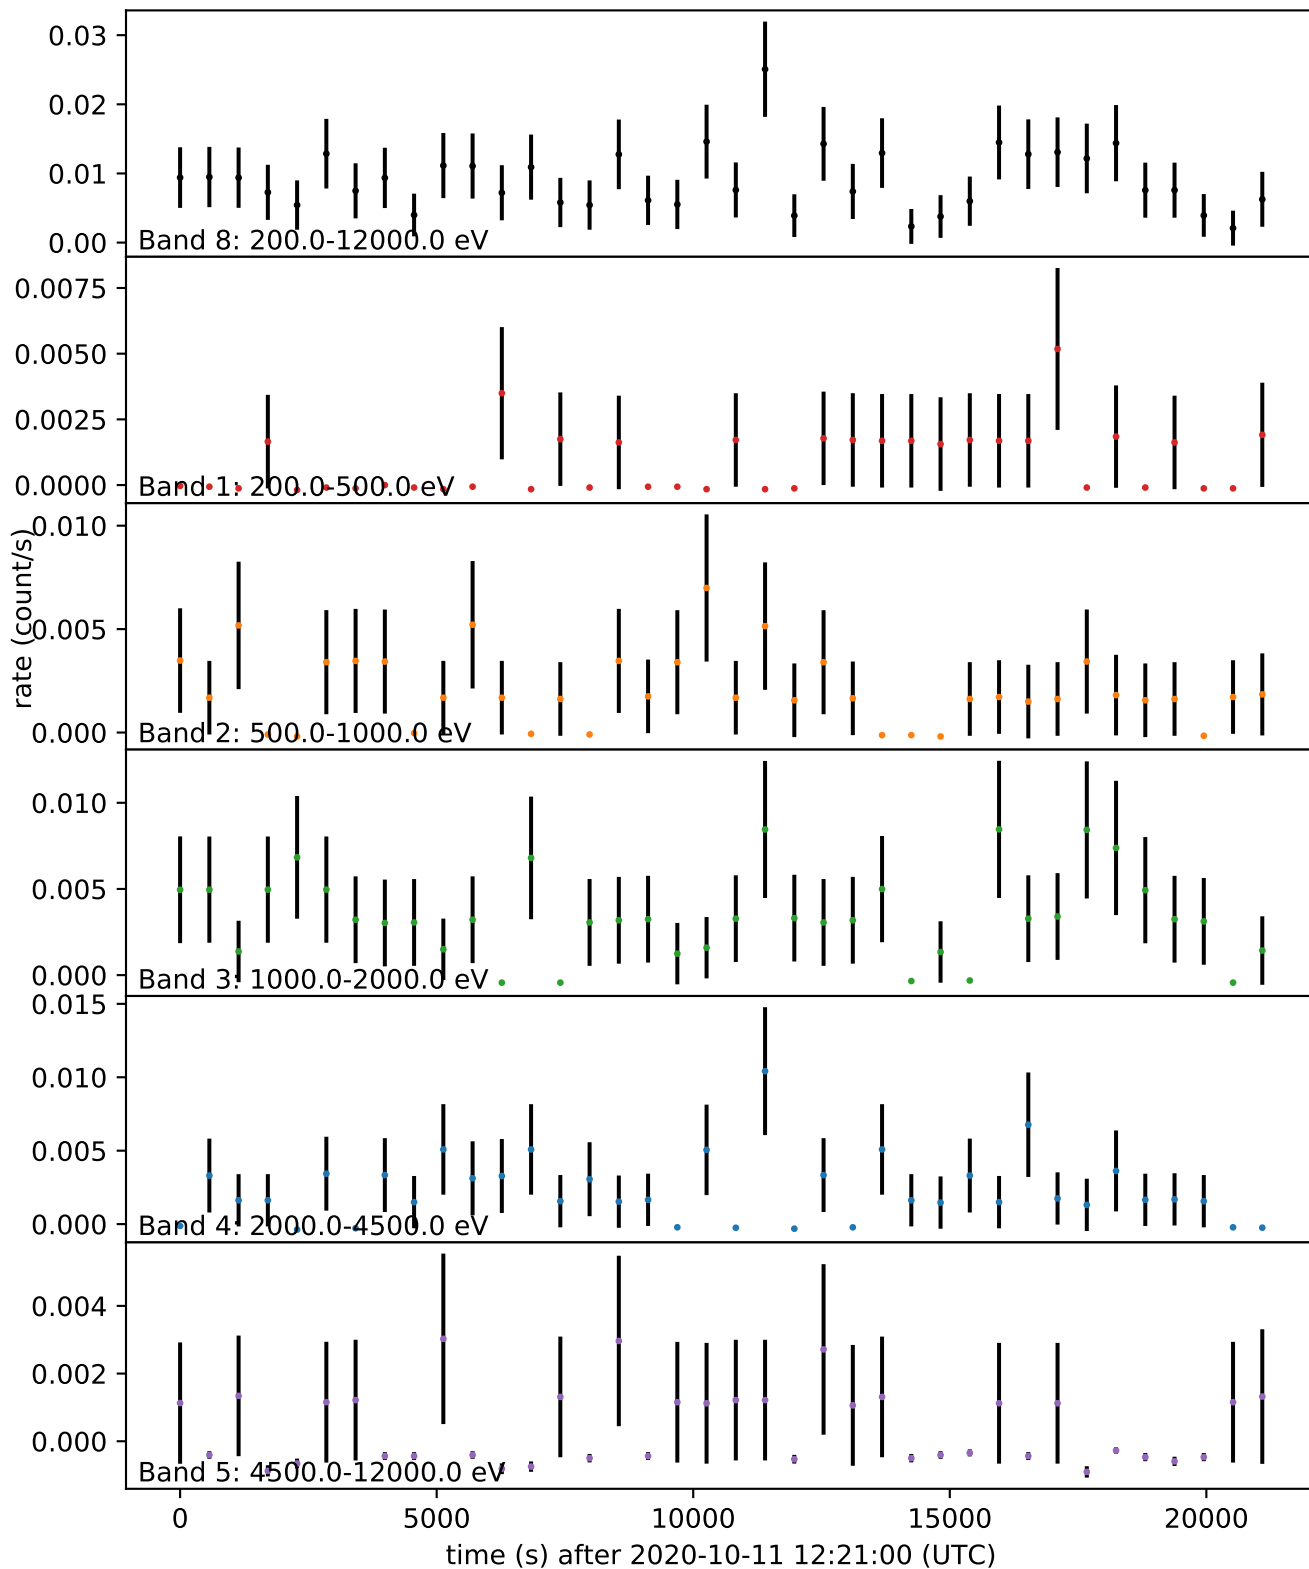 0.03
0.02
0.01
0.00
Band 8: 200.0-12000.0 eV
0.0075
0.0050
0.0025
0.0000
Band 1: 200.0-500.0 eV
rate (count/s)
0.010
0.005
0.000
Band 2: 500.0-1000.0 eV
0.010
0.005
0.000
Band 3: 1000.0-2000.0 eV
0.015
0.010
0.005
0.000
Band 4: 2000.0-4500.0 eV
0.004
0.002
0.000
Band 5: 4500.0-12000.0 eV
0 5000 10000 15000 20000
time (s) after 2020-10-11 12:21:00 (UTC)